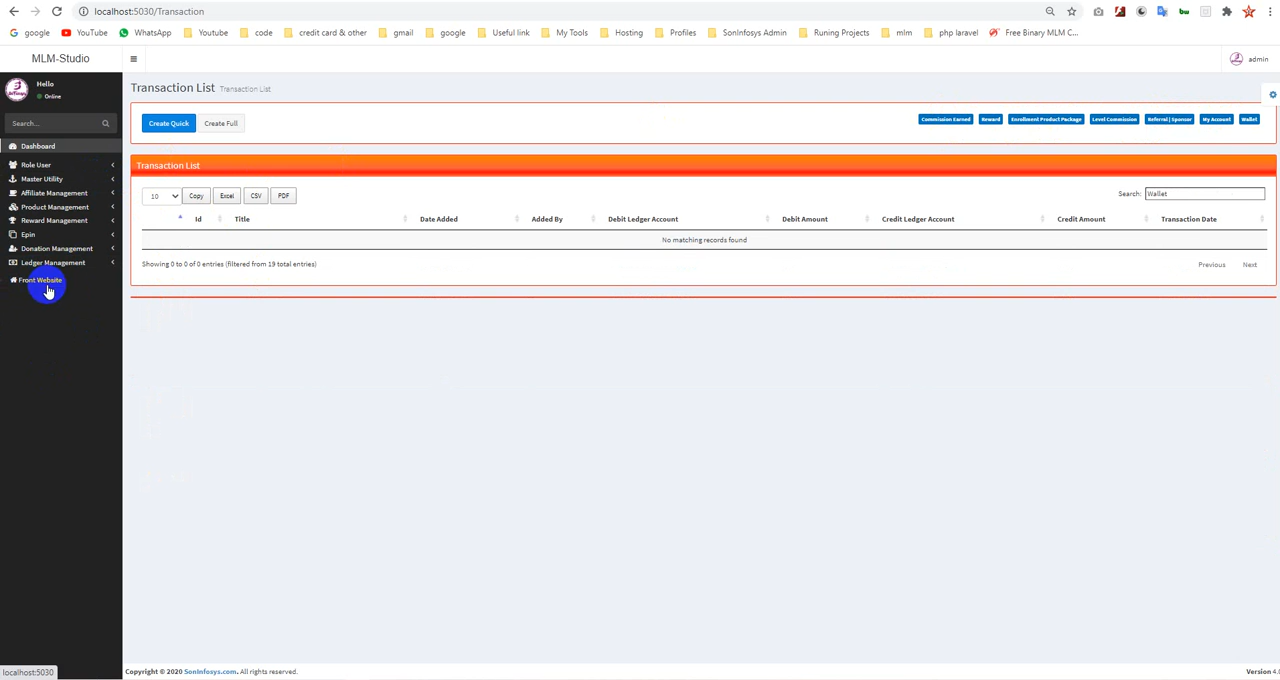 localhost:5030/Transaction
google YouTube WhatsApp Youtube code credit card & other gmail google Useful link My Tools Hosting Profiles SonInfosys Admin Runing Projects mlm php laravel Free Binary MLM C...
MLM-Studio admin
Transaction List Transaction List
Hello
Online
Search...
Create Quick Create Full Commission Earned Reward Enrollment Product Package Level Commission Referral | Sponsor My Account Wallet
Dashboard
Role User
Master Utility
Affiliate Management
Product Management
Reward Management
Epin
Donation Management
Ledger Management
Front Website
Transaction List
10 Copy Excel CSV PDF Search: Wallet
Id Title Date Added Added By Debit Ledger Account Debit Amount Credit Ledger Account Credit Amount Transaction Date
No matching records found
Showing 0 to 0 of 0 entries (filtered from 19 total entries) Previous Next
localhost:5030
Copyright © 2020 SonInfosys.com. All rights reserved. Version 4.0